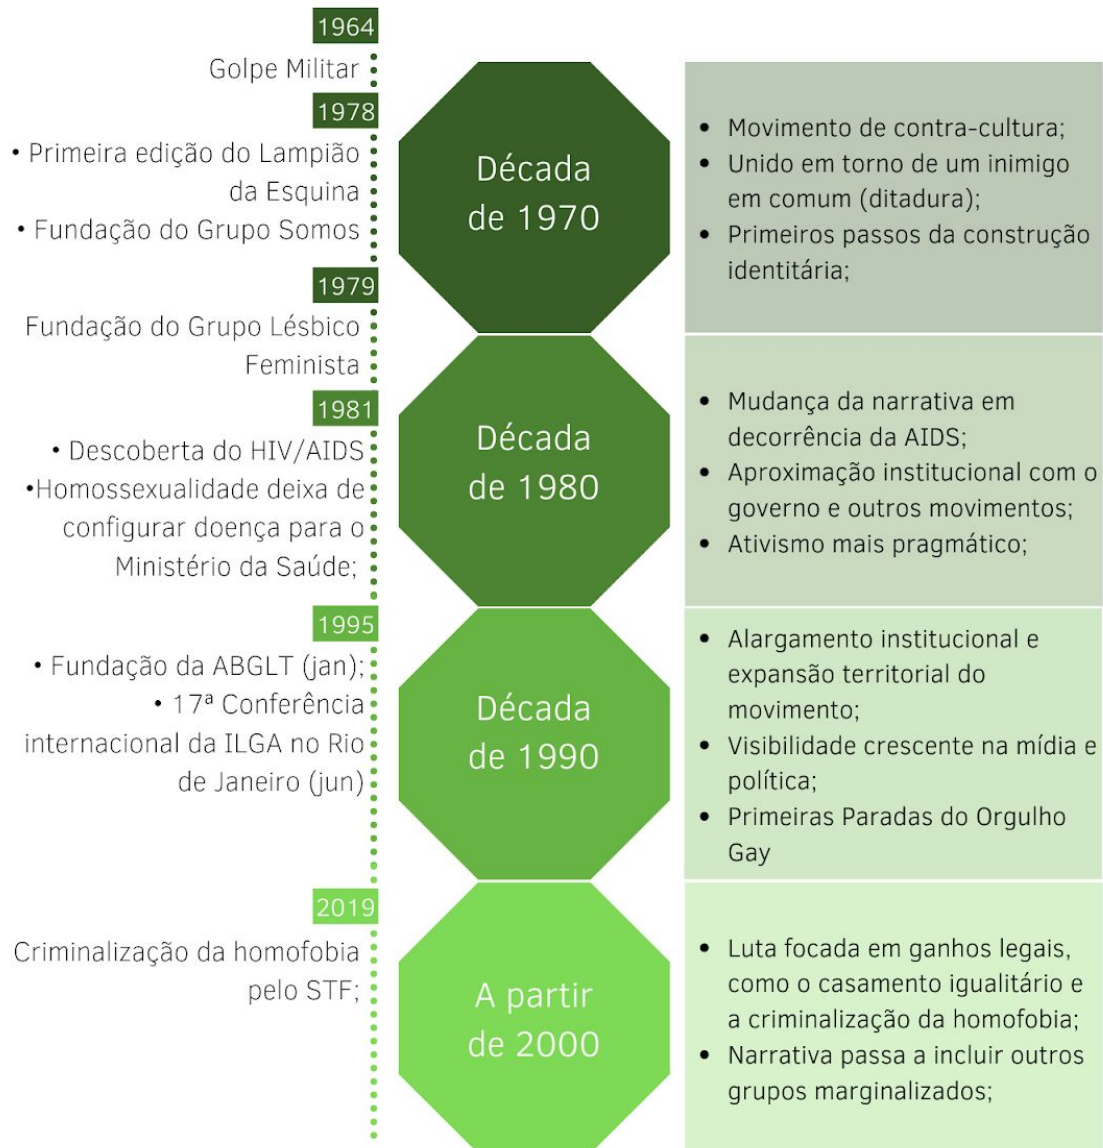 1964
Golpe Militar
1978
• Primeira edição do Lampião
da Esquina
• Fundação do Grupo Somos
1979
Fundação do Grupo Lésbico
Feminista
1981
• Descoberta do HIV/AIDS
•Homossexualidade deixa de
configurar doença para o
Ministério da Saúde;
1995
• Fundação da ABGLT (jan);
• 17ª Conferência
internacional da ILGA no Rio
de Janeiro (jun)
2019
Criminalização da homofobia
pelo STF;
Década
de 1970
• Movimento de contra-cultura;
• Unido em torno de um inimigo
em comum (ditadura);
• Primeiros passos da construção
identitária;
Década
de 1980
• Mudança da narrativa em
decorrência da AIDS;
• Aproximação institucional com o
governo e outros movimentos;
• Ativismo mais pragmático;
Década
de 1990
• Alargamento institucional e
expansão territorial do
movimento;
• Visibilidade crescente na mídia e
política;
• Primeiras Paradas do Orgulho
Gay
A partir
de 2000
• Luta focada em ganhos legais,
como o casamento igualitário e
a criminalização da homofobia;
• Narrativa passa a incluir outros
grupos marginalizados;